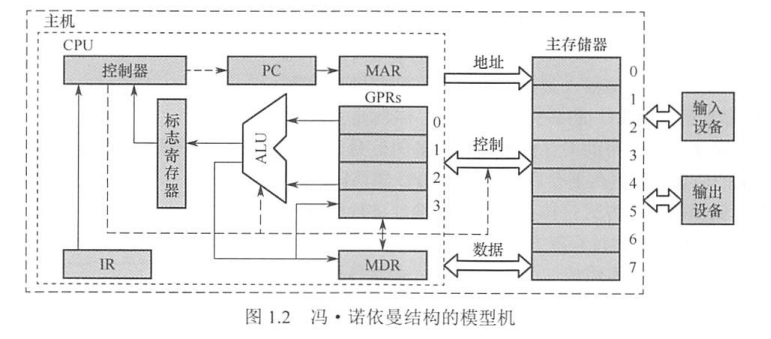 主机
CPU
控制器
PC
MAR
地址
主存储器
GPRs
标志寄存器
ALU
0
1
2
3
控制
0
1
2
3
4
5
6
7
输入
设备
输出
设备
IR
MDR
数据
图 1.2 冯·诺依曼结构的模型机